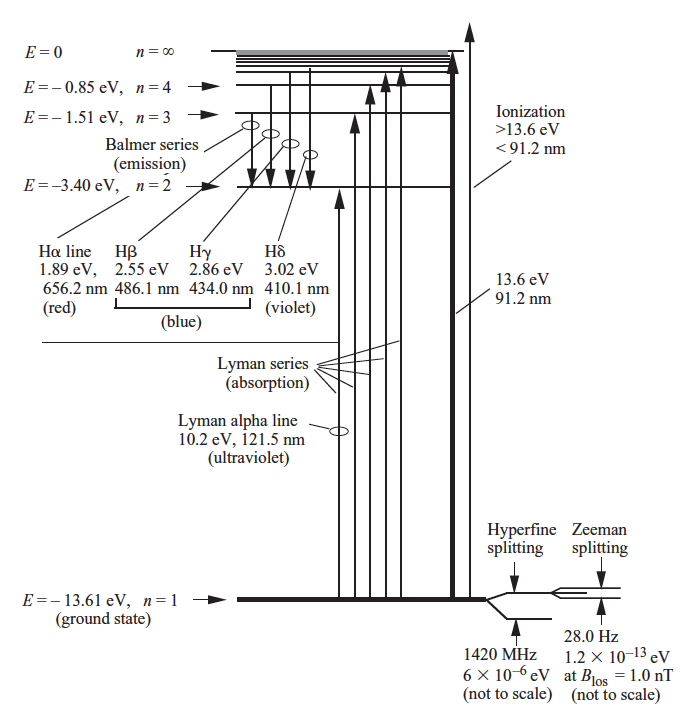 E = 0 n = ∞
E = – 0.85 eV, n = 4
E = – 1.51 eV, n = 3
Balmer series
(emission)
E = –3.40 eV, n = 2
Ionization
>13.6 eV
< 91.2 nm
Hα line Hβ Hγ Hδ
1.89 eV, 2.55 eV 2.86 eV 3.02 eV
656.2 nm 486.1 nm 434.0 nm 410.1 nm
(red) (blue) (violet)
13.6 eV
91.2 nm
Lyman series
(absorption)
Lyman alpha line
10.2 eV, 121.5 nm
(ultraviolet)
Hyperfine
splitting
Zeeman
splitting
E = – 13.61 eV, n = 1
(ground state)
1420 MHz
6 × 10⁻⁶ eV
(not to scale)
28.0 Hz
1.2 × 10⁻¹³ eV
at B_los = 1.0 nT
(not to scale)